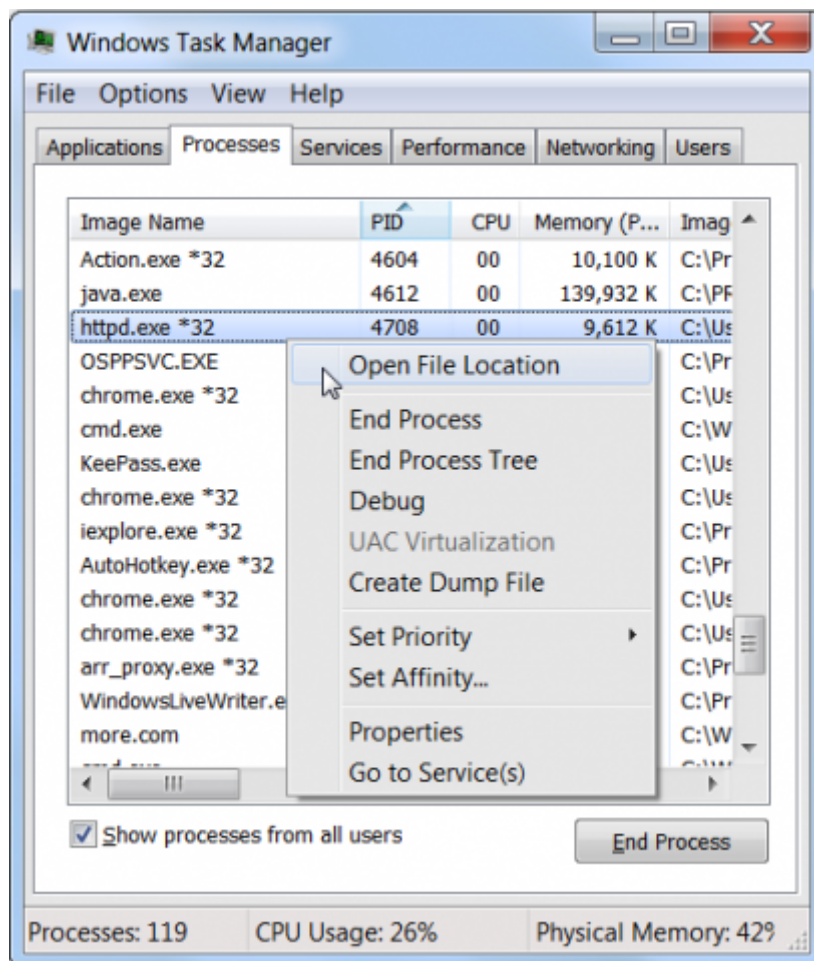 Windows Task Manager
File Options View Help
Applications Processes Services Performance Networking Users
Image Name PID CPU Memory (P... Imag
Action.exe *32 4604 00 10,100 K C:\Pr
java.exe 4612 00 139,932 K C:\PR
httpd.exe *32 4708 00 9,612 K C:\Us
OSPPSVC.EXE Open File Location C:\Pr
chrome.exe *32 C:\Us
cmd.exe End Process C:\W
KeePass.exe End Process Tree C:\Us
chrome.exe *32 Debug C:\Us
iexplore.exe *32 UAC Virtualization C:\Pr
AutoHotkey.exe *32 Create Dump File C:\Pr
chrome.exe *32 C:\Us
chrome.exe *32 Set Priority C:\Us
arr_proxy.exe *32 Set Affinity... C:\Pr
WindowsLiveWriter.e C:\Pr
more.com Properties C:\W
Go to Service(s)
Show processes from all users End Process
Processes: 119 CPU Usage: 26% Physical Memory: 42%